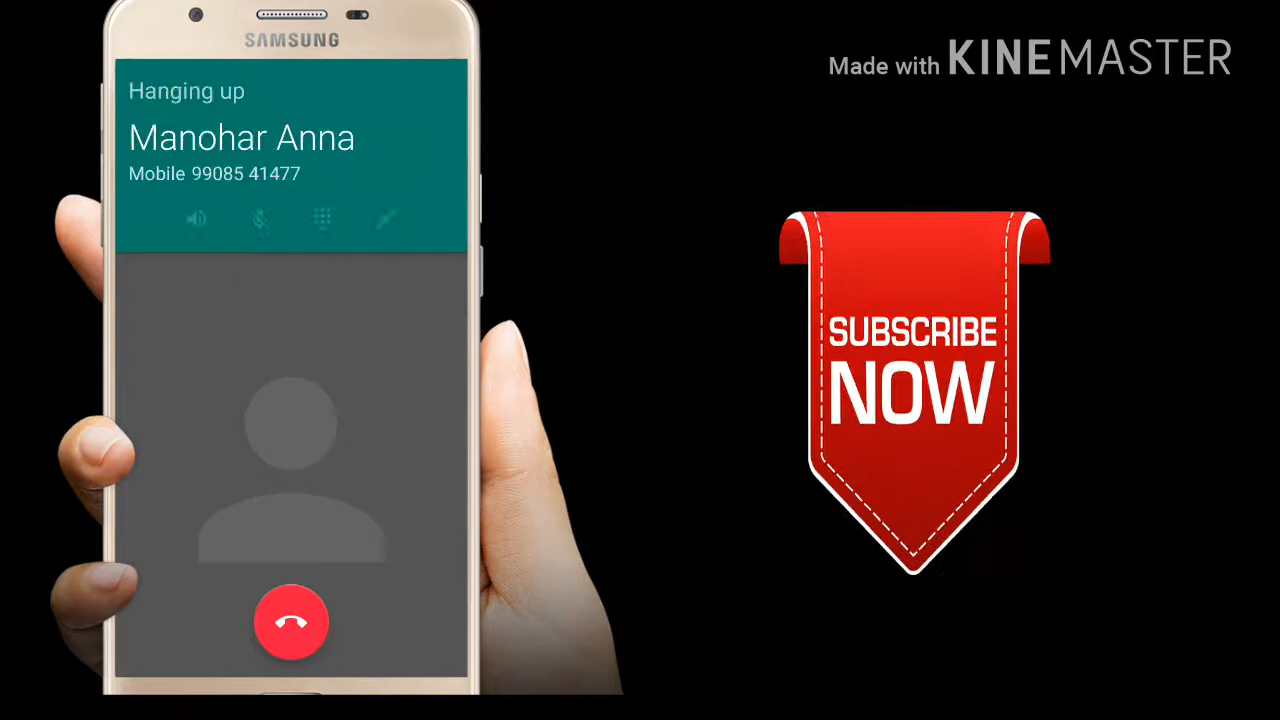 SAMSUNG
Hanging up
Manohar Anna
Mobile 99085 41477
Made with KINEMASTER
SUBSCRIBE
NOW